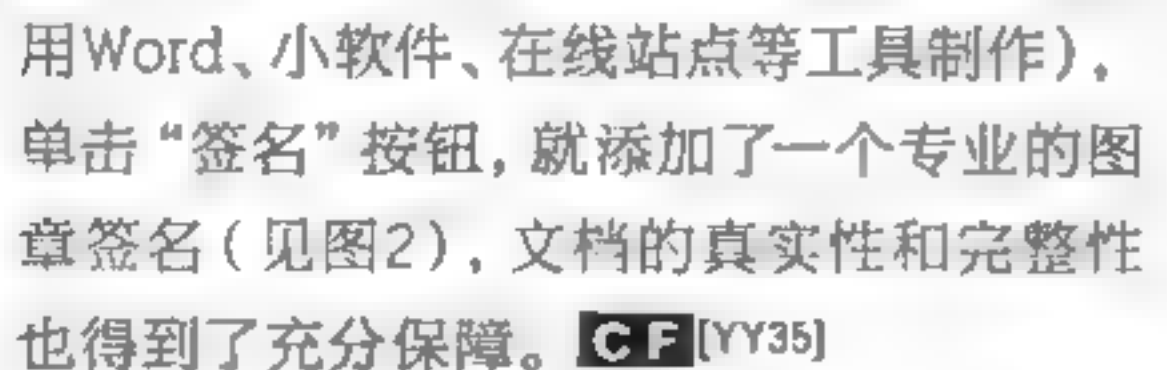 用Word、小软件、在线站点等工具制作），
单击“签名”按钮，就添加了一个专业的图
章签名（见图2），文档的真实性和完整性
也得到了充分保障。CF[YY35]